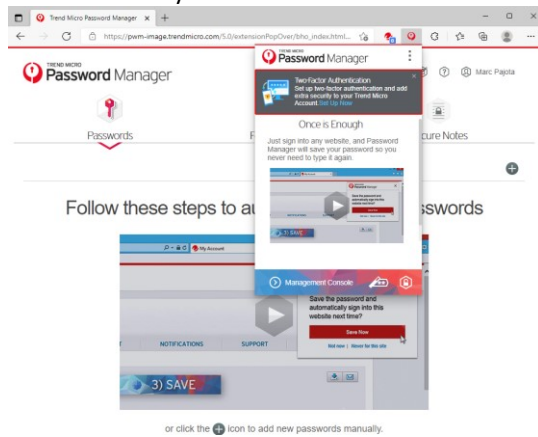 Trend Micro Password Manager
https://pwm-image.trendmicro.com/5.0/extensionPopOver/bho_index.html...
TREND MICRO
Password Manager
Marc Pajota
Passwords
cure Notes
TREND MICRO
Password Manager
Two-Factor Authentication
Set up two-factor authentication and add
extra security to your Trend Micro
Account. Set Up Now
Once is Enough
Just sign into any website, and Password
Manager will save your password so you
never need to type it again.
3) SAVE
Management Console
Follow these steps to au
sswords
My Account
Save the password and
automatically sign into this
website next time?
Save Now
Not now | Never for this site
NOTIFICATIONS
SUPPORT
3) SAVE
or click the icon to add new passwords manually.